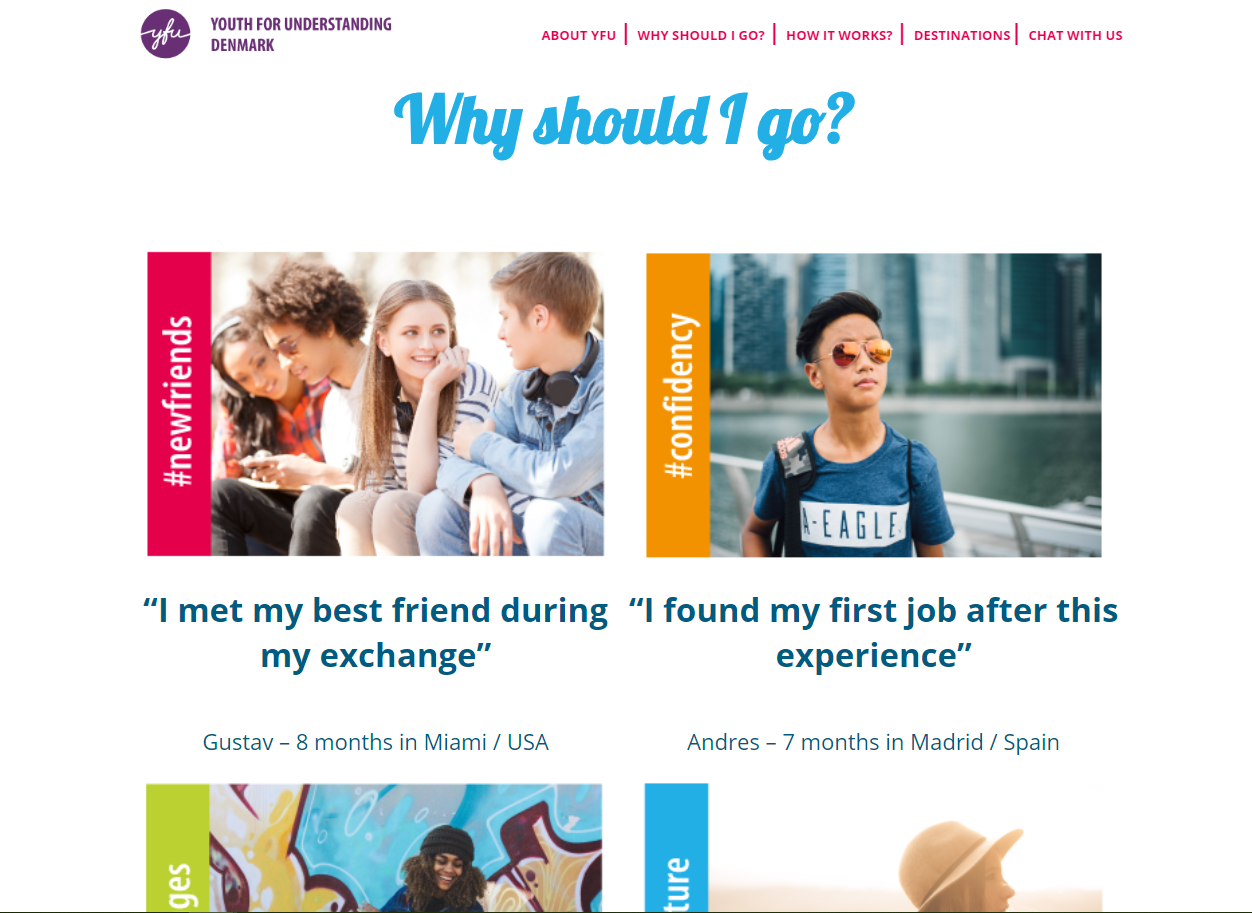 yfu
YOUTH FOR UNDERSTANDING
DENMARK
ABOUT YFU
WHY SHOULD I GO?
HOW IT WORKS?
DESTINATIONS
CHAT WITH US
Why should I go?
#newfriends
#confidency
A-EAGLE.
“I met my best friend during
my exchange”
“I found my first job after this
experience”
Gustav – 8 months in Miami / USA
Andres – 7 months in Madrid / Spain
ges
ture